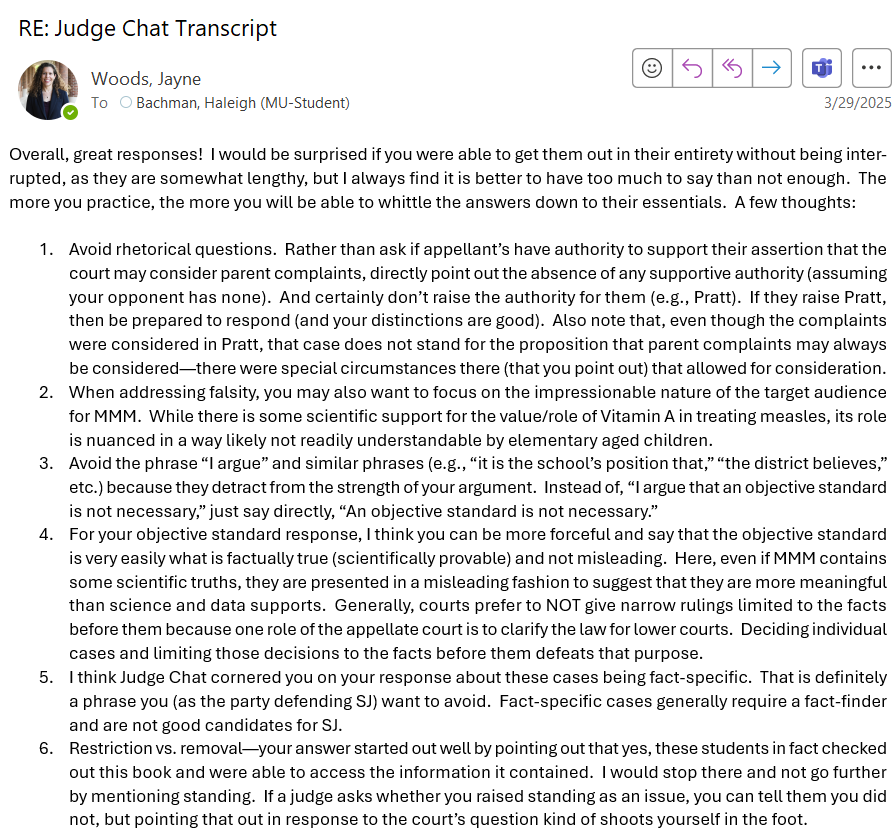 RE: Judge Chat Transcript
Woods, Jayne
To Bachman, Haleigh (MU-Student)
3/29/2025
Overall, great responses! I would be surprised if you were able to get them out in their entirety without being inter-
rupted, as they are somewhat lengthy, but I always find it is better to have too much to say than not enough. The
more you practice, the more you will be able to whittle the answers down to their essentials. A few thoughts:
1. Avoid rhetorical questions. Rather than ask if appellant’s have authority to support their assertion that the
court may consider parent complaints, directly point out the absence of any supportive authority (assuming
your opponent has none). And certainly don’t raise the authority for them (e.g., Pratt). If they raise Pratt,
then be prepared to respond (and your distinctions are good). Also note that, even though the complaints
were considered in Pratt, that case does not stand for the proposition that parent complaints may always
be considered—there were special circumstances there (that you point out) that allowed for consideration.
2. When addressing falsity, you may also want to focus on the impressionable nature of the target audience
for MMM. While there is some scientific support for the value/role of Vitamin A in treating measles, its role
is nuanced in a way likely not readily understandable by elementary aged children.
3. Avoid the phrase “I argue” and similar phrases (e.g., “it is the school’s position that,” “the district believes,”
etc.) because they detract from the strength of your argument. Instead of, “I argue that an objective standard
is not necessary,” just say directly, “An objective standard is not necessary.”
4. For your objective standard response, I think you can be more forceful and say that the objective standard
is very easily what is factually true (scientifically provable) and not misleading. Here, even if MMM contains
some scientific truths, they are presented in a misleading fashion to suggest that they are more meaningful
than science and data supports. Generally, courts prefer to NOT give narrow rulings limited to the facts
before them because one role of the appellate court is to clarify the law for lower courts. Deciding individual
cases and limiting those decisions to the facts before them defeats that purpose.
5. I think Judge Chat cornered you on your response about these cases being fact-specific. That is definitely
a phrase you (as the party defending SJ) want to avoid. Fact-specific cases generally require a fact-finder
and are not good candidates for SJ.
6. Restriction vs. removal—your answer started out well by pointing out that yes, these students in fact checked
out this book and were able to access the information it contained. I would stop there and not go further
by mentioning standing. If a judge asks whether you raised standing as an issue, you can tell them you did
not, but pointing that out in response to the court’s question kind of shoots yourself in the foot.